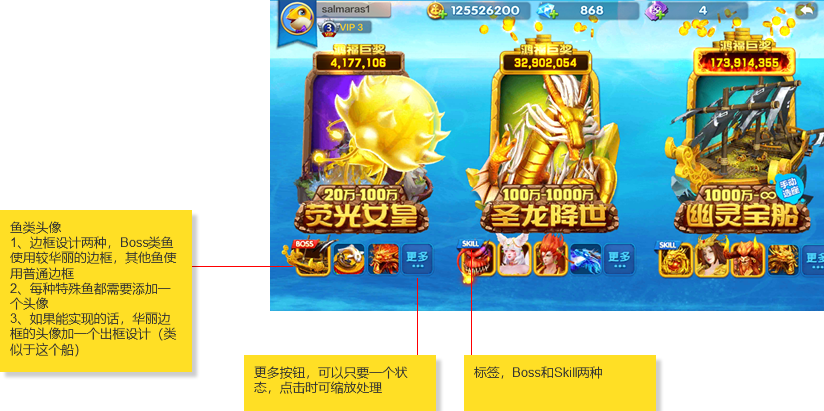 salmaras1
125526200
868
4
3
VIP
VIP 3
鸿福巨奖
4,177,106
鸿福巨奖
32,902,054
鸿福巨奖
173,914,355
20万-100万
荧光女皇
100万-1000万
圣龙降世
1000万-∞
幽灵宝船
手动
选座
BOSS
更多
...
SKILL
更多
...
SKILL
更多
鱼类头像
1、边框设计两种，Boss类鱼
使用较华丽的边框，其他鱼使
用普通边框
2、每种特殊鱼都需要添加一
个头像
3、如果能实现的话，华丽边
框的头像加一个出框设计（类
似于这个船）
更多按钮，可以只要一个状
态，点击时可缩放处理
标签，Boss和Skill两种